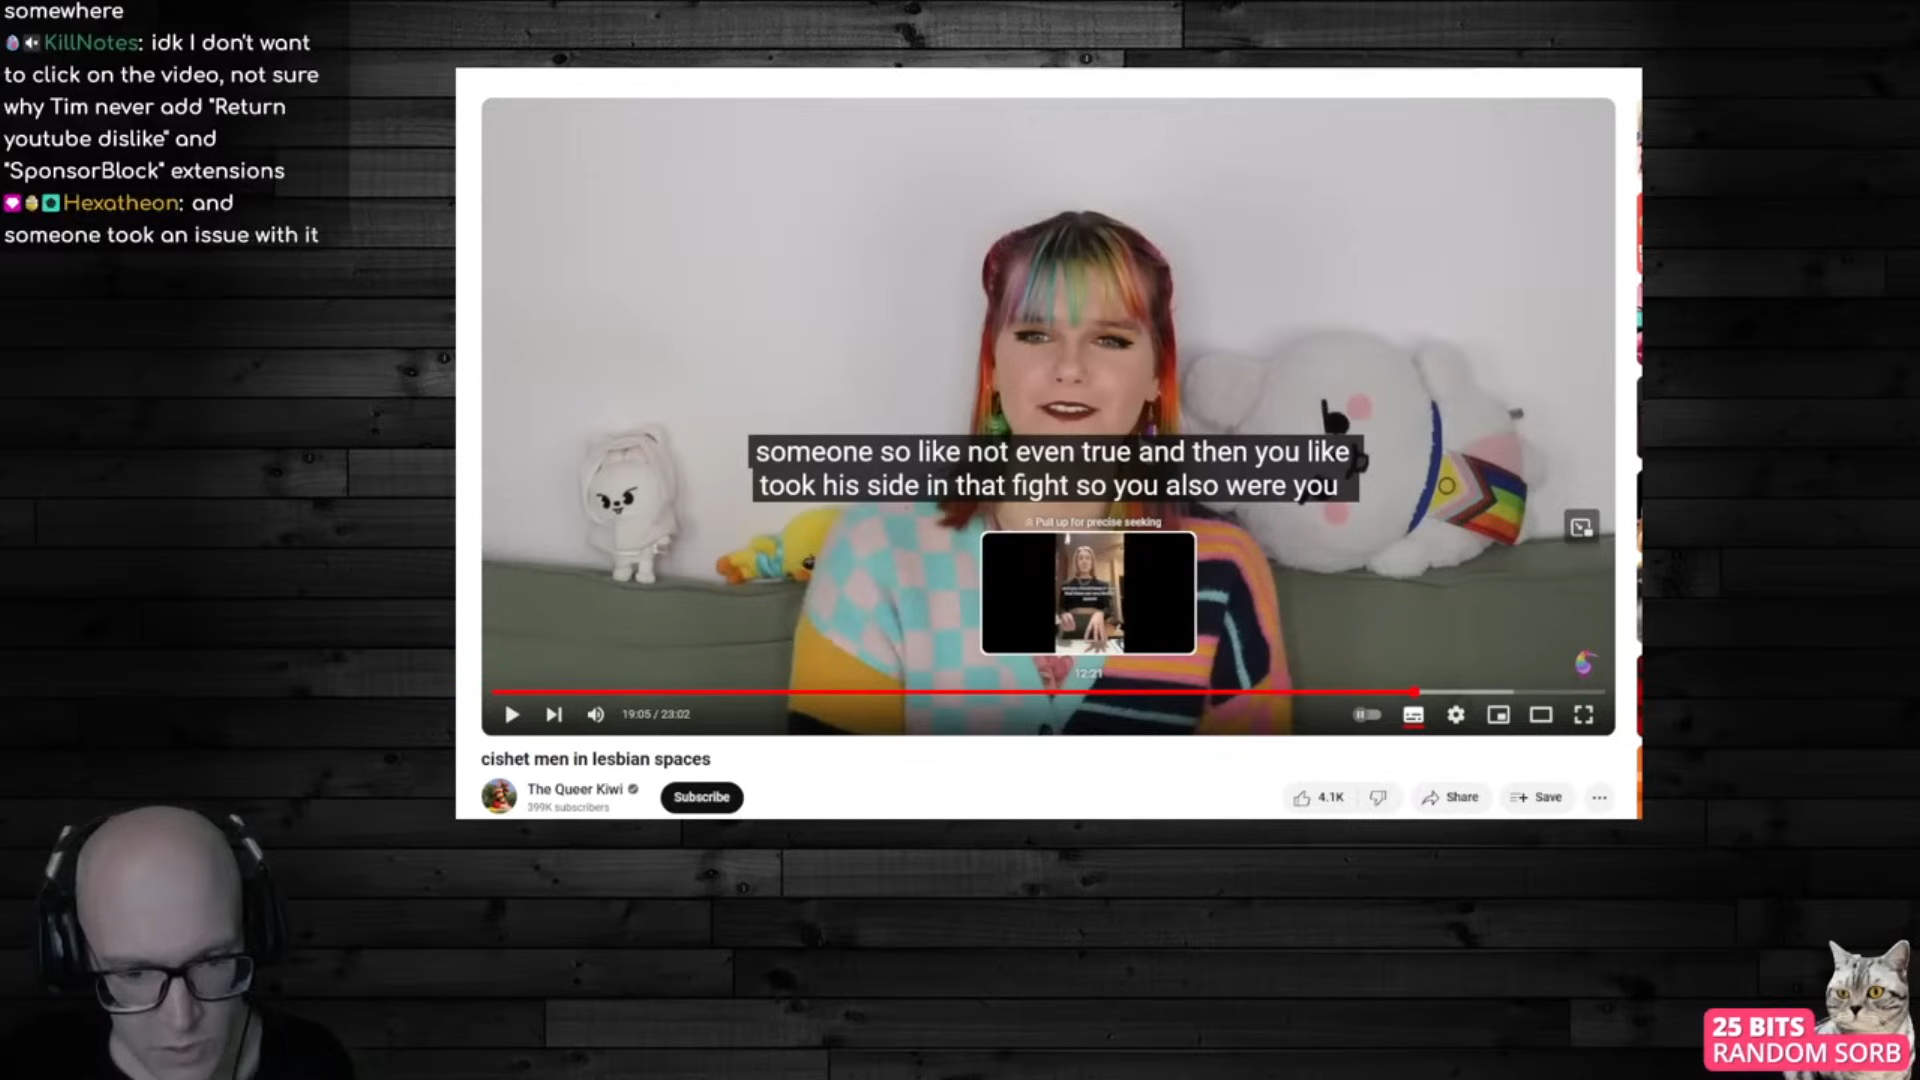 somewhere
KillNotes: idk I don't want
to click on the video, not sure
why Tim never add "Return
youtube dislike" and
"SponsorBlock" extensions
Hexatheon: and
someone took an issue with it
someone so like not even true and then you like
took his side in that fight so you also were you
Pull up for precise seeking
12:21
19:05 / 23:02
cishet men in lesbian spaces
The Queer Kiwi
399K subscribers
Subscribe
4.1K
Share
Save
25 BITS
RANDOM SORB